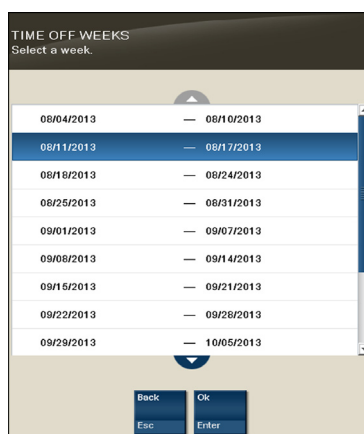 TIME OFF WEEKS
Select a week.
08/04/2013 — 08/10/2013
08/11/2013 — 08/17/2013
08/18/2013 — 08/24/2013
08/25/2013 — 08/31/2013
09/01/2013 — 09/07/2013
09/08/2013 — 09/14/2013
09/15/2013 — 09/21/2013
09/22/2013 — 09/28/2013
09/29/2013 — 10/05/2013
Back Ok
Esc Enter